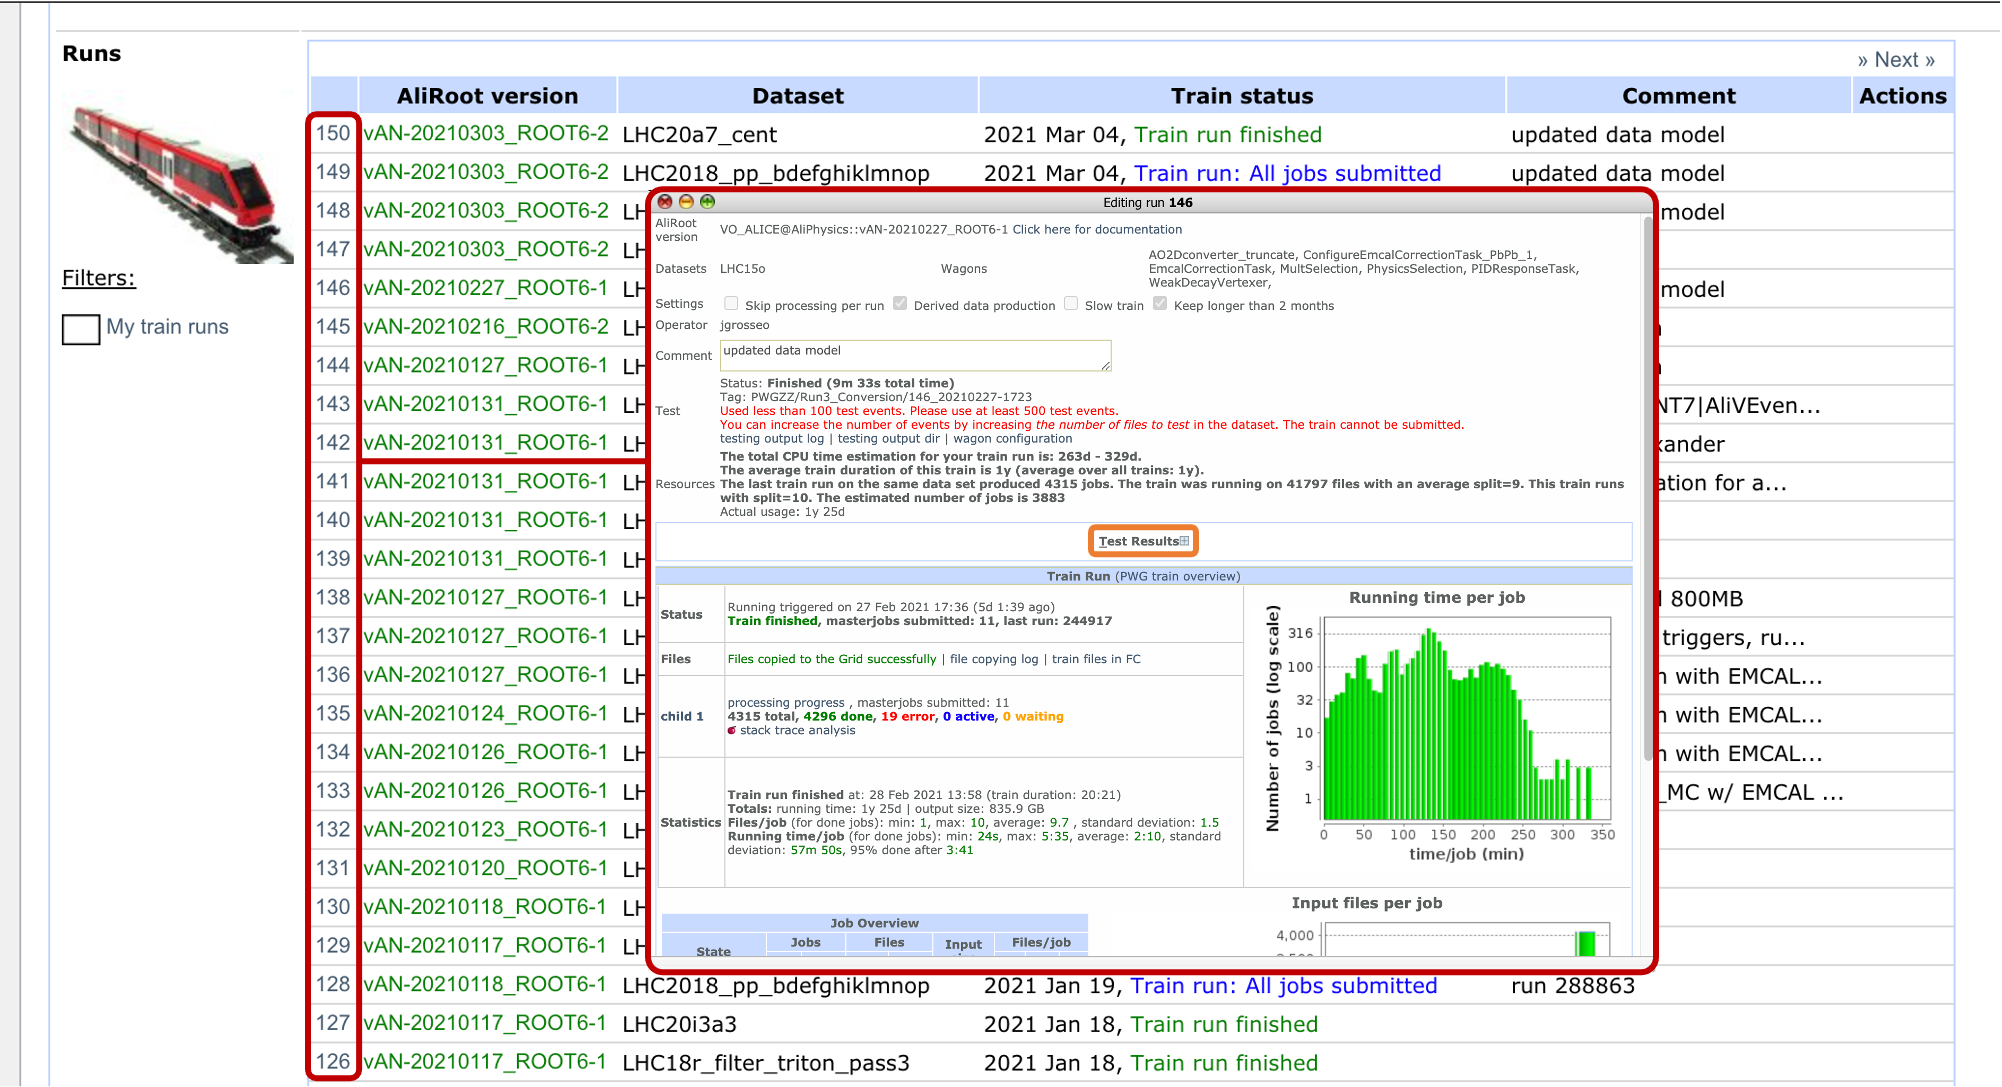 Runs
» Next »
AliRoot version Dataset Train status Comment Actions
150 vAN-20210303_ROOT6-2 LHC20a7_cent 2021 Mar 04, Train run finished updated data model
149 vAN-20210303_ROOT6-2 LHC2018_pp_bdefghiklmnop 2021 Mar 04, Train run: All jobs submitted updated data model
148 vAN-20210303_ROOT6-2 LH model
147 vAN-20210303_ROOT6-2 LH
146 vAN-20210227_ROOT6-1 LH model
145 vAN-20210216_ROOT6-2 LH
144 vAN-20210127_ROOT6-1 LH
143 vAN-20210131_ROOT6-1 LH NT7|AliVEven...
142 vAN-20210131_ROOT6-1 LH xander
141 vAN-20210131_ROOT6-1 LH ation for a...
140 vAN-20210131_ROOT6-1 LH
139 vAN-20210131_ROOT6-1 LH
138 vAN-20210127_ROOT6-1 LH 800MB
137 vAN-20210127_ROOT6-1 LH triggers, ru...
136 vAN-20210127_ROOT6-1 LH with EMCAL...
135 vAN-20210124_ROOT6-1 LH with EMCAL...
134 vAN-20210126_ROOT6-1 LH with EMCAL...
133 vAN-20210126_ROOT6-1 LH _MC w/ EMCAL ...
132 vAN-20210123_ROOT6-1 LH
131 vAN-20210120_ROOT6-1 LH
130 vAN-20210118_ROOT6-1 LH
129 vAN-20210117_ROOT6-1 LH
128 vAN-20210118_ROOT6-1 LHC2018_pp_bdefghiklmnop 2021 Jan 19, Train run: All jobs submitted run 288863
127 vAN-20210117_ROOT6-1 LHC20i3a3 2021 Jan 18, Train run finished
126 vAN-20210117_ROOT6-1 LHC18r_filter_triton_pass3 2021 Jan 18, Train run finished
Filters:
My train runs
Editing run 146
AliRoot version VO_ALICE@AliPhysics::vAN-20210227_ROOT6-1 Click here for documentation
Datasets LHC15o Wagons
AO2Dconverter_truncate, ConfigureEmcalCorrectionTask_PbPb_1,
EmcalCorrectionTask, MultSelection, PhysicsSelection, PIDResponseTask,
WeakDecayVertexer,
Settings Skip processing per run Derived data production Slow train Keep longer than 2 months
Operator jgrosseo
Comment updated data model
Test
Status: Finished (9m 33s total time)
Tag: PWGZZ/Run3_Conversion/146_20210227-1723
Used less than 100 test events. Please use at least 500 test events.
You can increase the number of events by increasing the number of files to test in the dataset. The train cannot be submitted.
testing output log | testing output dir | wagon configuration
Resources
The total CPU time estimation for your train run is: 263d - 329d.
The average train duration of this train is 1y (average over all trains: 1y).
The last train run on the same data set produced 4315 jobs. The train was running on 41797 files with an average split=9. This train runs
with split=10. The estimated number of jobs is 3883
Actual usage: 1y 25d
Test Results
Train Run (PWG train overview)
Status
Running triggered on 27 Feb 2021 17:36 (5d 1:39 ago)
Train finished, masterjobs submitted: 11, last run: 244917
Files Files copied to the Grid successfully | file copying log | train files in FC
child 1
processing progress , masterjobs submitted: 11
4315 total, 4296 done, 19 error, 0 active, 0 waiting
stack trace analysis
Statistics
Train run finished at: 28 Feb 2021 13:58 (train duration: 20:21)
Totals: running time: 1y 25d | output size: 835.9 GB
Files/job (for done jobs): min: 1, max: 10, average: 9.7 , standard deviation: 1.5
Running time/job (for done jobs): min: 24s, max: 5:35, average: 2:10, standard
deviation: 57m 50s, 95% done after 3:41
Running time per job
Number of jobs (log scale)
316
100
32
10
3
1
0 50 100 150 200 250 300 350
time/job (min)
Job Overview
State Jobs Files Input Files/job
Input files per job
4,000